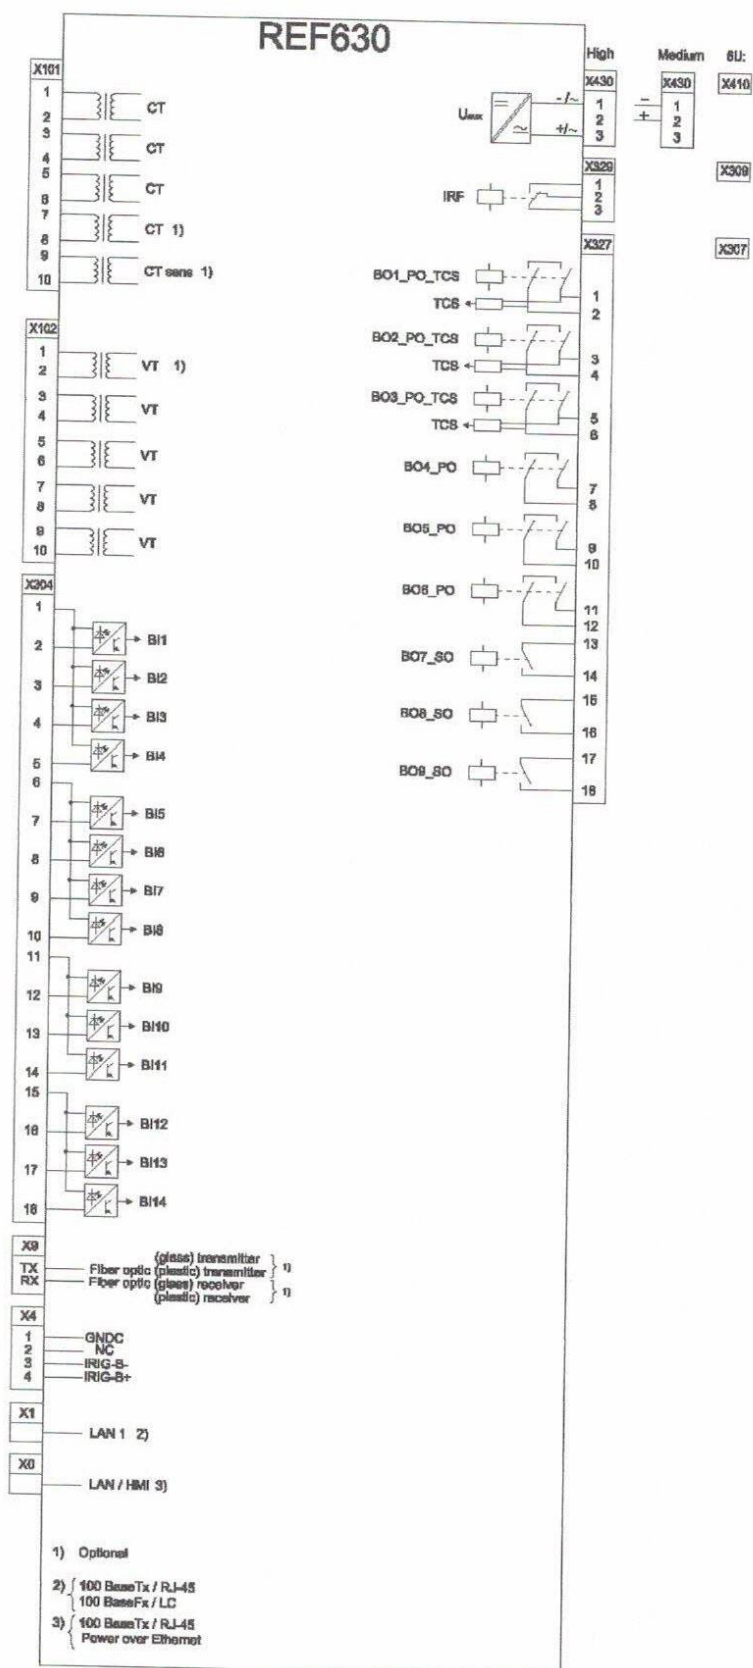 REF630
High
Medium
6U:
X101
1
2
3
4
5
6
7
8
9
10
CT
CT
CT
CT 1)
CT sens 1)
X102
1
2
3
4
5
6
7
8
9
10
VT 1)
VT
VT
VT
VT
X304
1
2
3
4
5
6
7
8
9
10
11
12
13
14
15
16
17
18
BI1
BI2
BI3
BI4
BI5
BI6
BI7
BI8
BI9
BI10
BI11
BI12
BI13
BI14
X9
TX
RX
(glass) transmitter
Fiber optic (plastic) transmitter 1)
Fiber optic (glass) receiver
(plastic) receiver 1)
X4
1 GNDC
2 NC
3 IRIG-B-
4 IRIG-B+
X1
LAN 1 2)
X0
LAN / HMI 3)
1) Optional
2) 100 BaseTx / RJ-45
100 BaseFx / LC
3) 100 BaseTx / RJ-45
Power over Ethernet
Uaux
-/~
+/~
X430
1
2
3
-
+
X430
1
2
3
X410
X329
IRF
1
2
3
X309
X327
X307
BO1_PO_TCS
TCS
1
2
BO2_PO_TCS
TCS
3
4
BO3_PO_TCS
TCS
5
6
BO4_PO
7
8
BO5_PO
9
10
BO6_PO
11
12
BO7_SO
13
14
BO8_SO
15
16
BO9_SO
17
18